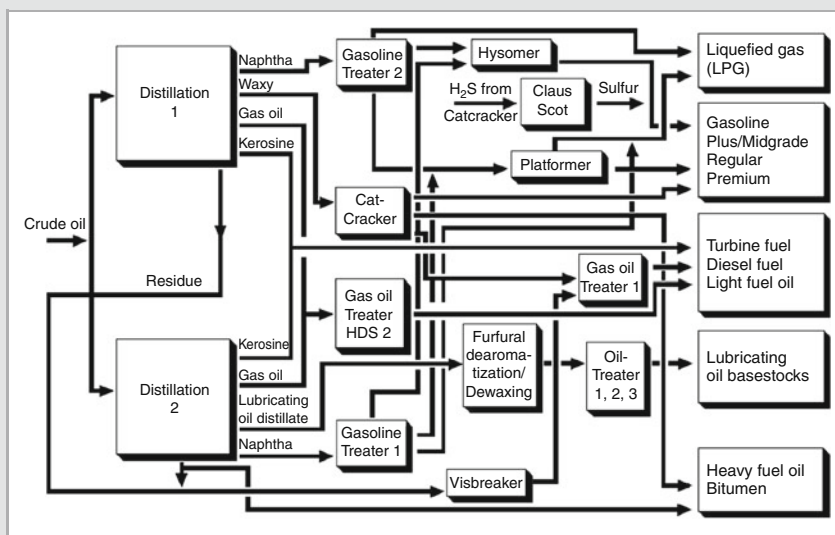 Naphtha
Waxy
Gas oil
Kerosine
Distillation
1
Gasoline
Treater 2
Hysomer
H₂S from
Catcracker
Claus
Scot
Sulfur
Liquefied gas
(LPG)
Platformer
Gasoline
Plus/Midgrade
Regular
Premium
Cat-
Cracker
Crude oil
Residue
Gas oil
Treater
HDS 2
Gas oil
Treater 1
Turbine fuel
Diesel fuel
Light fuel oil
Distillation
2
Kerosine
Gas oil
Lubricating
oil distillate
Naphtha
Gasoline
Treater 1
Furfural
dearoma-
tization/
Dewaxing
Oil-
Treater
1, 2, 3
Lubricating
oil basestocks
Visbreaker
Heavy fuel oil
Bitumen